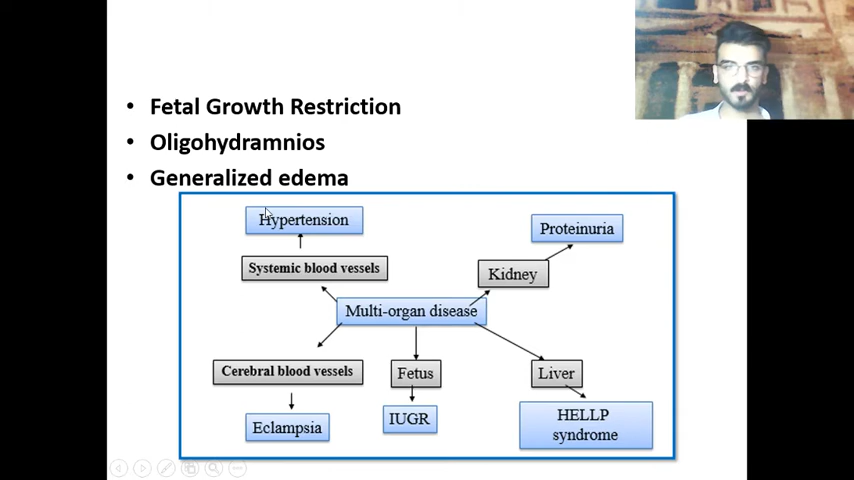 • Fetal Growth Restriction
• Oligohydramnios
• Generalized edema
Hypertension
Proteinuria
Systemic blood vessels
Kidney
Multi-organ disease
Cerebral blood vessels
Fetus
Liver
Eclampsia
IUGR
HELLP
syndrome